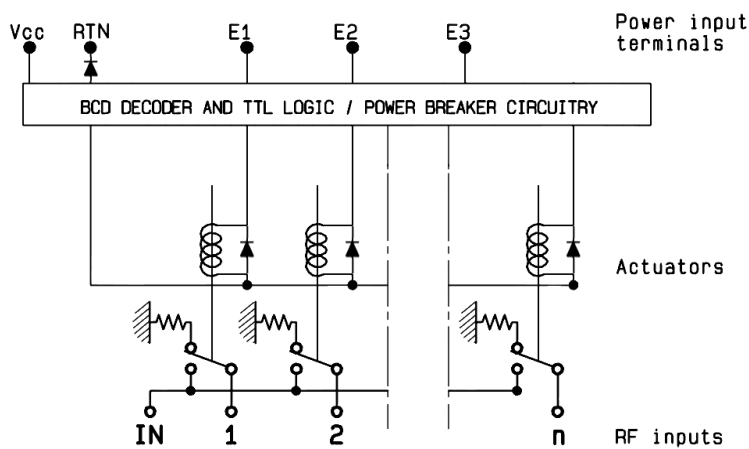 Vcc RTN E1 E2 E3 Power input
terminals
BCD DECODER AND TTL LOGIC / POWER BREAKER CIRCUITRY
Actuators
IN 1 2 n RF inputs